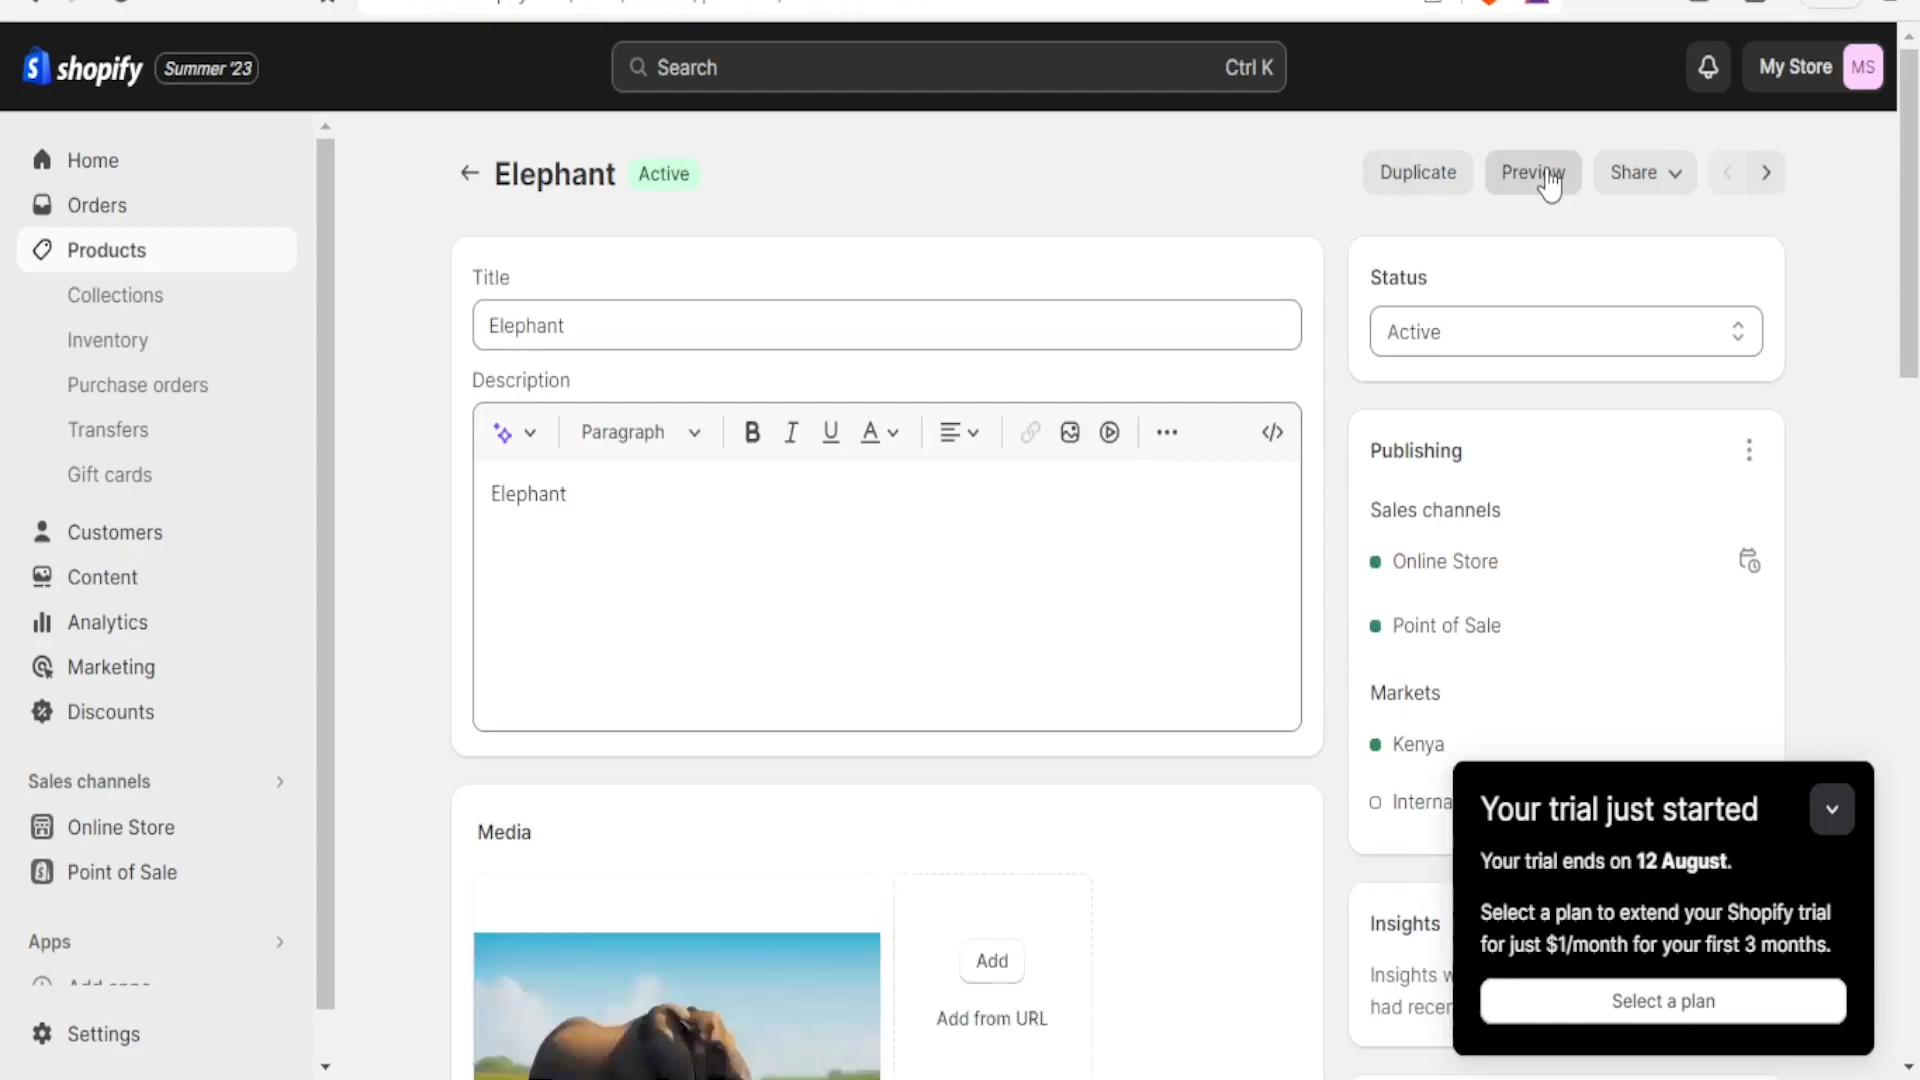 shopify Summer '23
Search Ctrl K
My Store MS
Home
Orders
Products
Collections
Inventory
Purchase orders
Transfers
Gift cards
Customers
Content
Analytics
Marketing
Discounts
Sales channels
Online Store
Point of Sale
Apps
Settings
Elephant Active
Duplicate Preview Share
Title
Elephant
Description
Paragraph B I U A </>
Elephant
Media
Add
Add from URL
Status
Active
Publishing
Sales channels
Online Store
Point of Sale
Markets
Kenya
Interna
Insights
Insights
had recen
Your trial just started
Your trial ends on 12 August.
Select a plan to extend your Shopify trial
for just $1/month for your first 3 months.
Select a plan